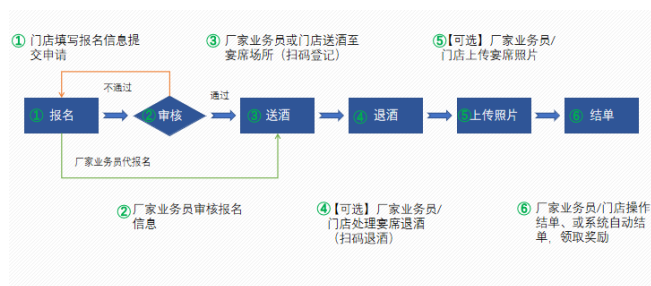 ① 门店填写报名信息提
交申请
③ 厂家业务员或门店送酒至
宴席场所（扫码登记）
⑤【可选】厂家业务员/
门店上传宴席照片
不通过
通过
① 报名
② 审核
③ 送酒
④ 退酒
⑤ 上传照片
⑥ 结单
厂家业务员代报名
② 厂家业务员审核报名
信息
④【可选】厂家业务员/
门店处理宴席退酒
（扫码退酒）
⑥ 厂家业务员/门店操作
结单、或系统自动结
单，领取奖励